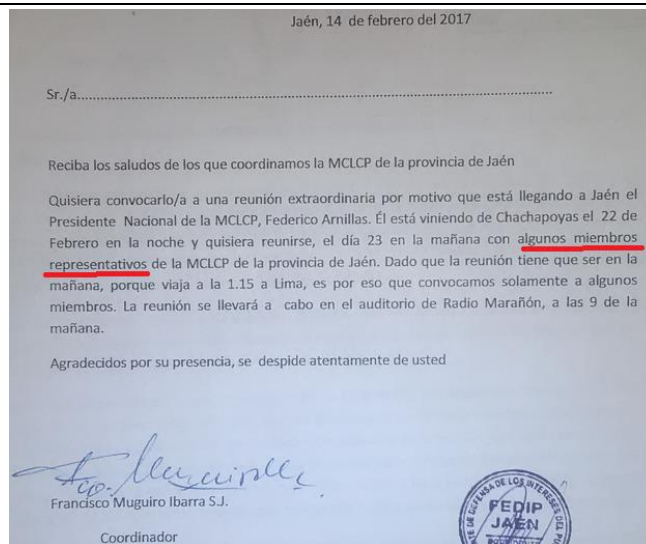 Jaén, 14 de febrero del 2017
Sr./a...........................................................................................................................
Reciba los saludos de los que coordinamos la MCLCP de la provincia de Jaén
Quisiera convocarlo/a a una reunión extraordinaria por motivo que está llegando a Jaén el
Presidente Nacional de la MCLCP, Federico Arnillas. Él está viniendo de Chachapoyas el 22 de
Febrero en la noche y quisiera reunirse, el día 23 en la mañana con algunos miembros
representativos de la MCLCP de la provincia de Jaén. Dado que la reunión tiene que ser en la
mañana, porque viaja a la 1.15 a Lima, es por eso que convocamos solamente a algunos
miembros. La reunión se llevará a cabo en el auditorio de Radio Marañón, a las 9 de la
mañana.
Agradecidos por su presencia, se despide atentamente de usted
Francisco Muguiro Ibarra S.J.
Coordinador
DEFENSA DE LOS INTERESES DEL
FEDIP
JAÉN